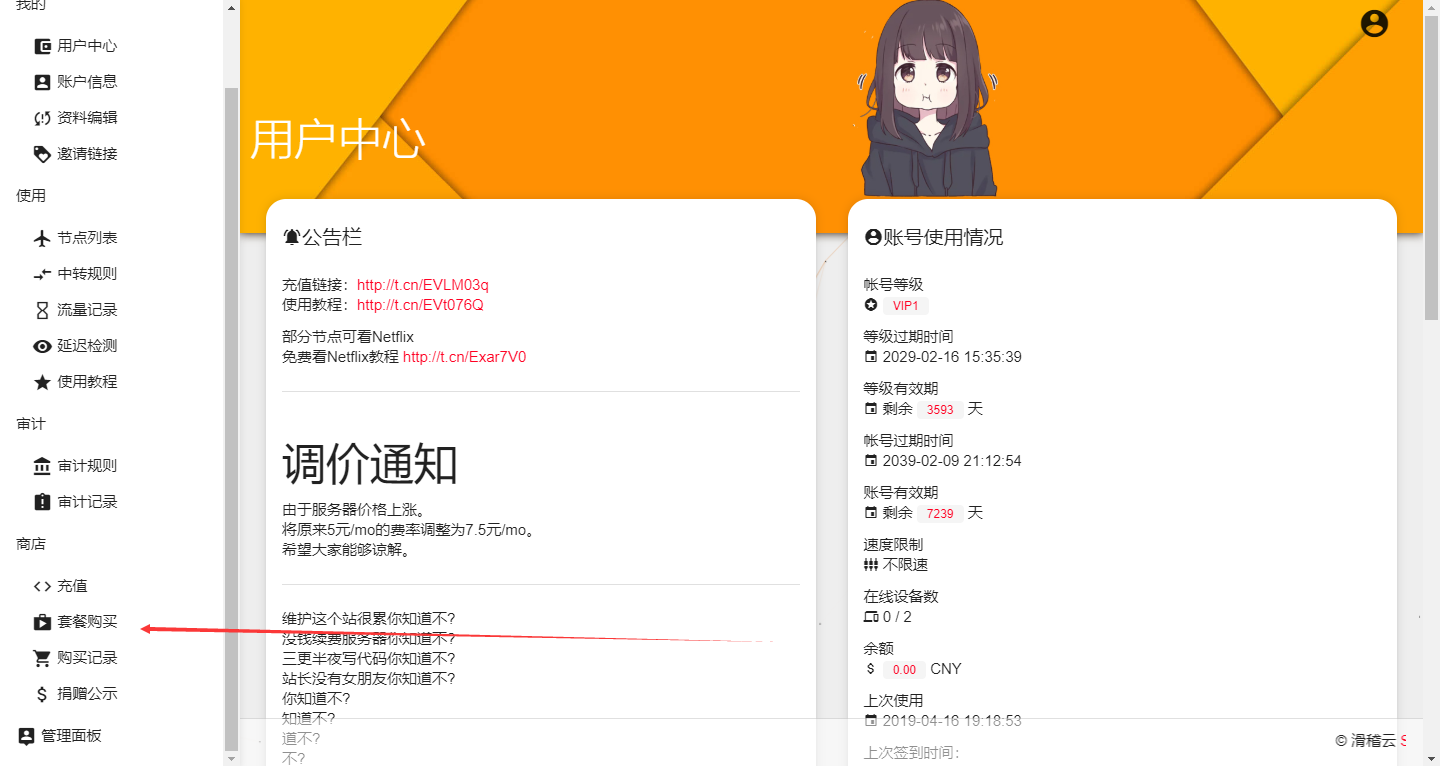 我的
用户中心
账户信息
资料编辑
邀请链接
使用
节点列表
中转规则
流量记录
延迟检测
使用教程
审计
审计规则
审计记录
商店
充值
套餐购买
购买记录
捐赠公示
管理面板
用户中心
公告栏
充值链接：http://t.cn/EVLM03q
使用教程：http://t.cn/EVt076Q
部分节点可看Netflix
免费看Netflix教程 http://t.cn/Exar7V0
调价通知
由于服务器价格上涨。
将原来5元/mo的费率调整为7.5元/mo。
希望大家能够谅解。
维护这个站很累你知道不?
没钱续费服务器你知道不?
三更半夜写代码你知道不?
站长没有女朋友你知道不?
你知道不?
知道不?
道不?
不?
账号使用情况
帐号等级
VIP1
等级过期时间
2029-02-16 15:35:39
等级有效期
剩余 3593 天
帐号过期时间
2039-02-09 21:12:54
账号有效期
剩余 7239 天
速度限制
不限速
在线设备数
0 / 2
余额
$ 0.00 CNY
上次使用
2019-04-16 19:18:53
上次签到时间：
© 滑稽云 S